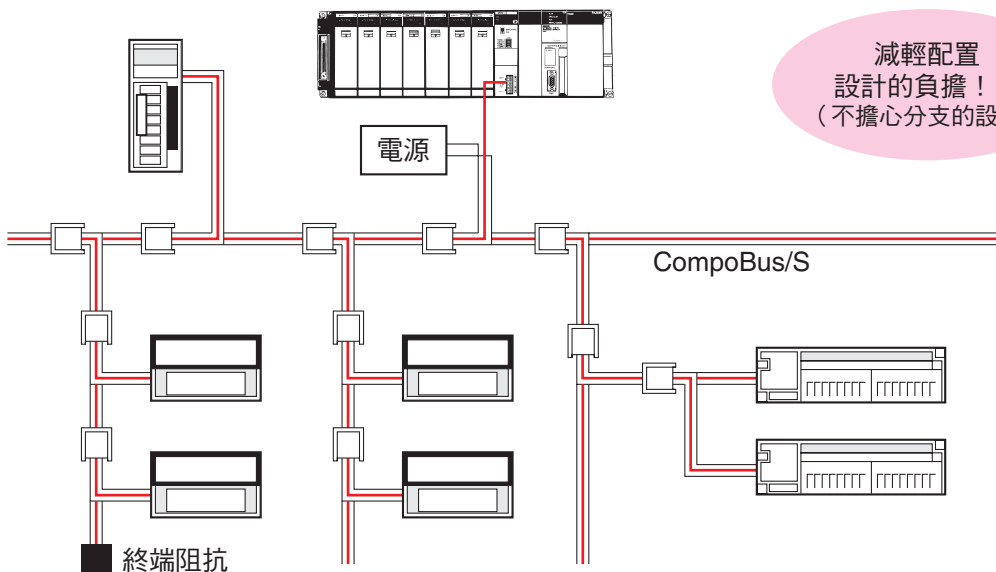 減輕配置
設計的負擔！
（不擔心分支的設
電源
CompoBus/S
終端阻抗